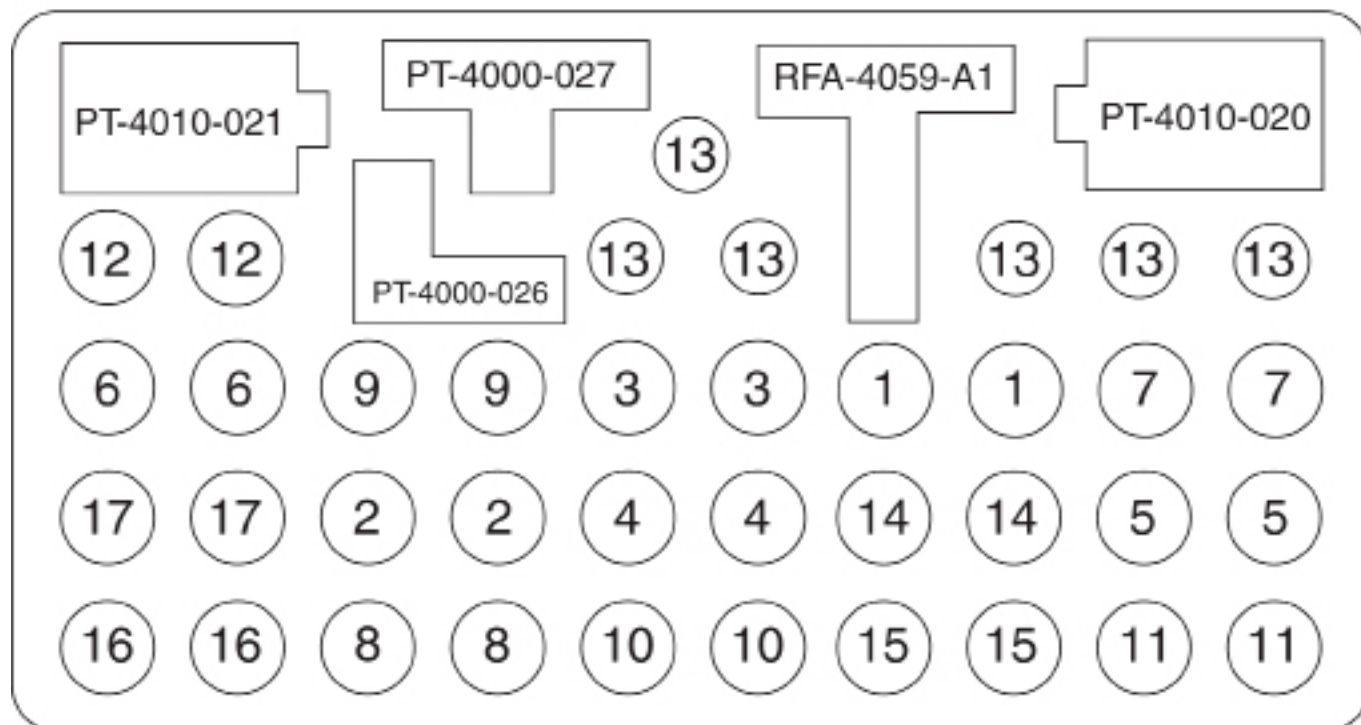 PT-4010-021 PT-4000-027 RFA-4059-A1 PT-4010-020
13
12 12 PT-4000-026 13 13 13 13 13
6 6 9 9 3 3 1 1 7 7
17 17 2 2 4 4 14 14 5 5
16 16 8 8 10 10 15 15 11 11